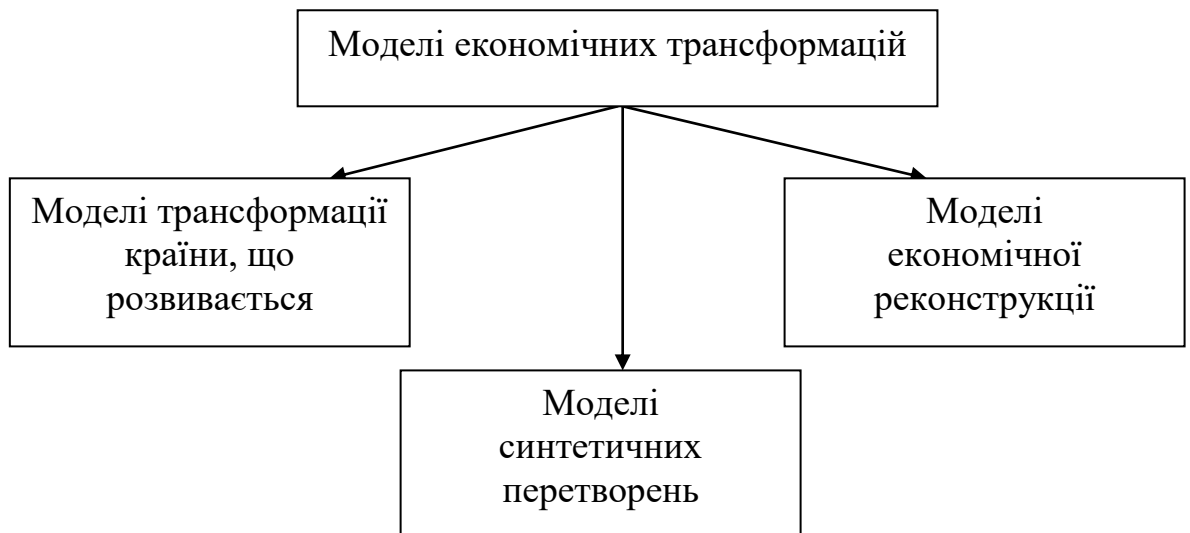 Моделі економічних трансформацій
Моделі трансформації
країни, що
розвивається
Моделі
економічної
реконструкції
Моделі
синтетичних
перетворень